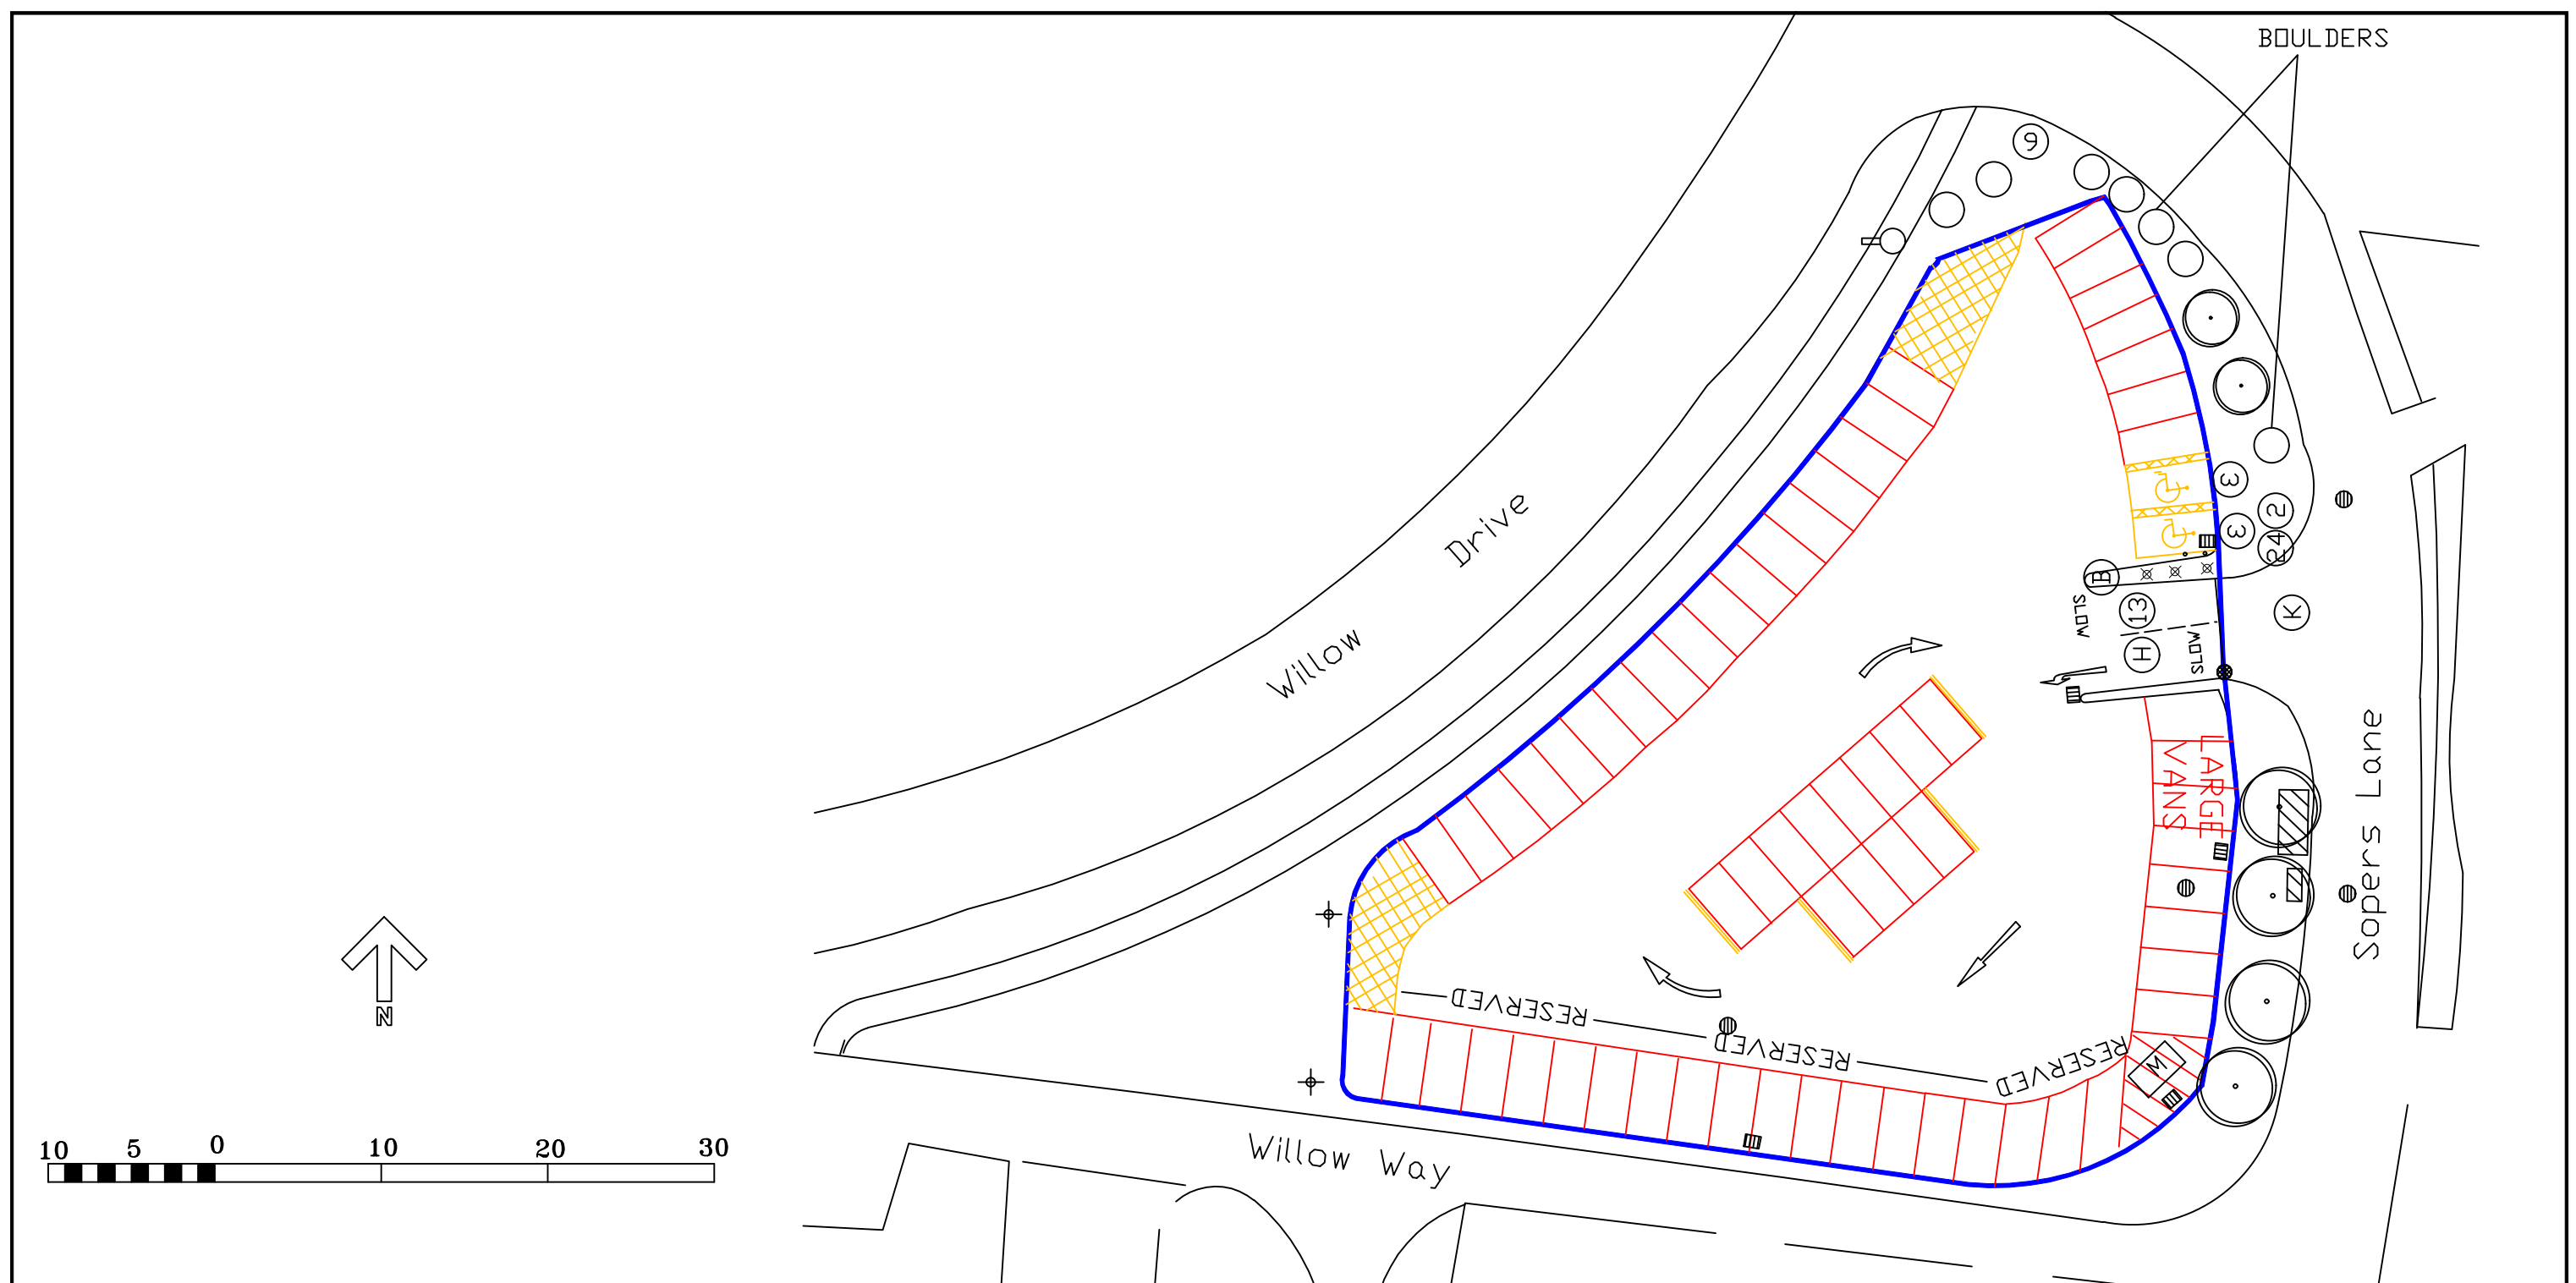 BOULDERS
9
Drive
Willow
3
2
3
24
B
SLOW
13
K
SLOW
H
LARGE
VANS
Sopers Lane
RESERVED
RESERVED
RESERVED
M
N
10 5 0 10 20 30
Willow Way